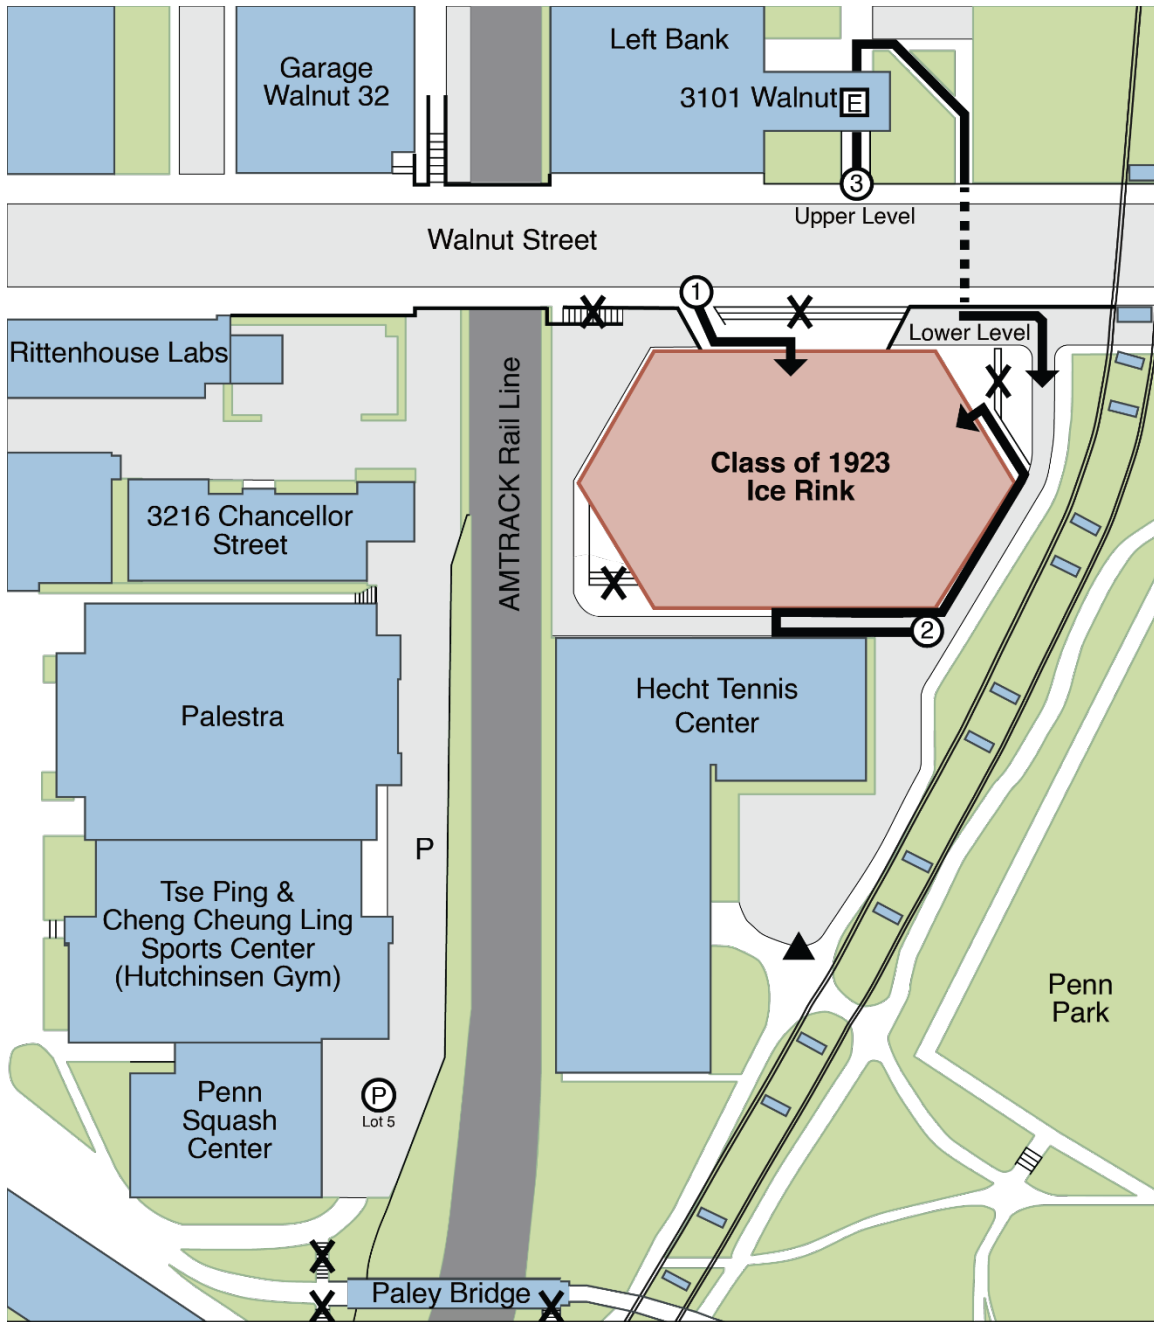 Left Bank
Garage
Walnut 32
3101 Walnut
E
3
Upper Level
Walnut Street
1
Lower Level
Rittenhouse Labs
AMTRACK Rail Line
Class of 1923
Ice Rink
3216 Chancellor
Street
2
Hecht Tennis
Center
Palestra
P
Tse Ping &
Cheng Cheung Ling
Sports Center
(Hutchinsen Gym)
Penn
Park
Penn
Squash
Center
P
Lot 5
Paley Bridge